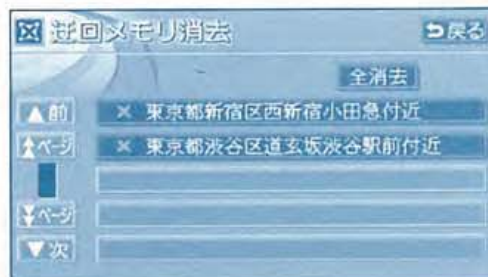 迂回メモリ消去
戻る
全消去
前
× 東京都新宿区西新宿小田急付近
ページ
× 東京都渋谷区道玄坂渋谷駅前付近
ページ
次